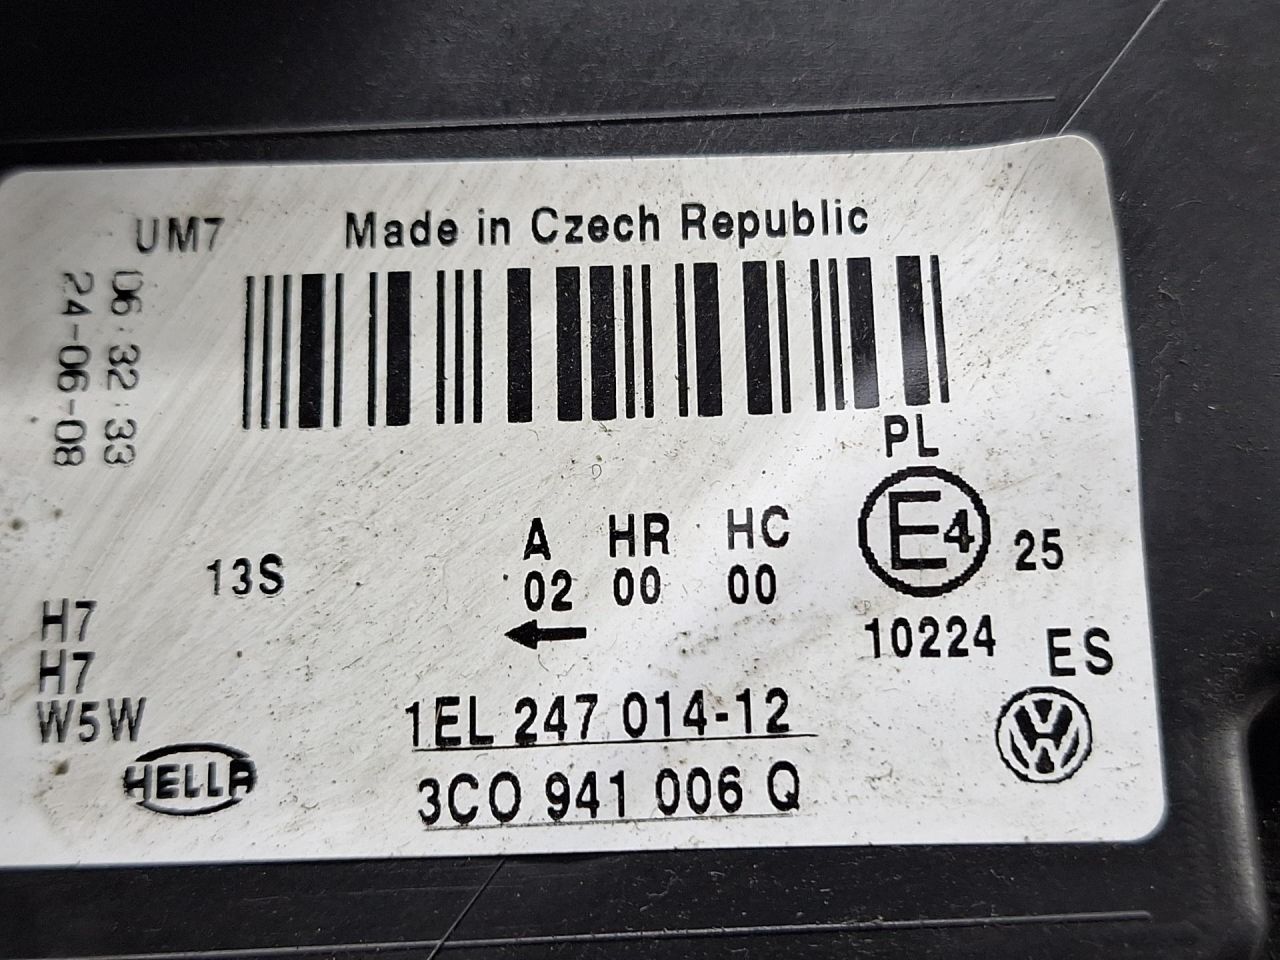 UM7
Made in Czech Republic
06:32:33
24-06-08
PL
E4
25
A HR HC
02 00 00
10224
13S
H7
H7
W5W
ES
1EL 247 014-12
HELLA
3CO 941 006 Q